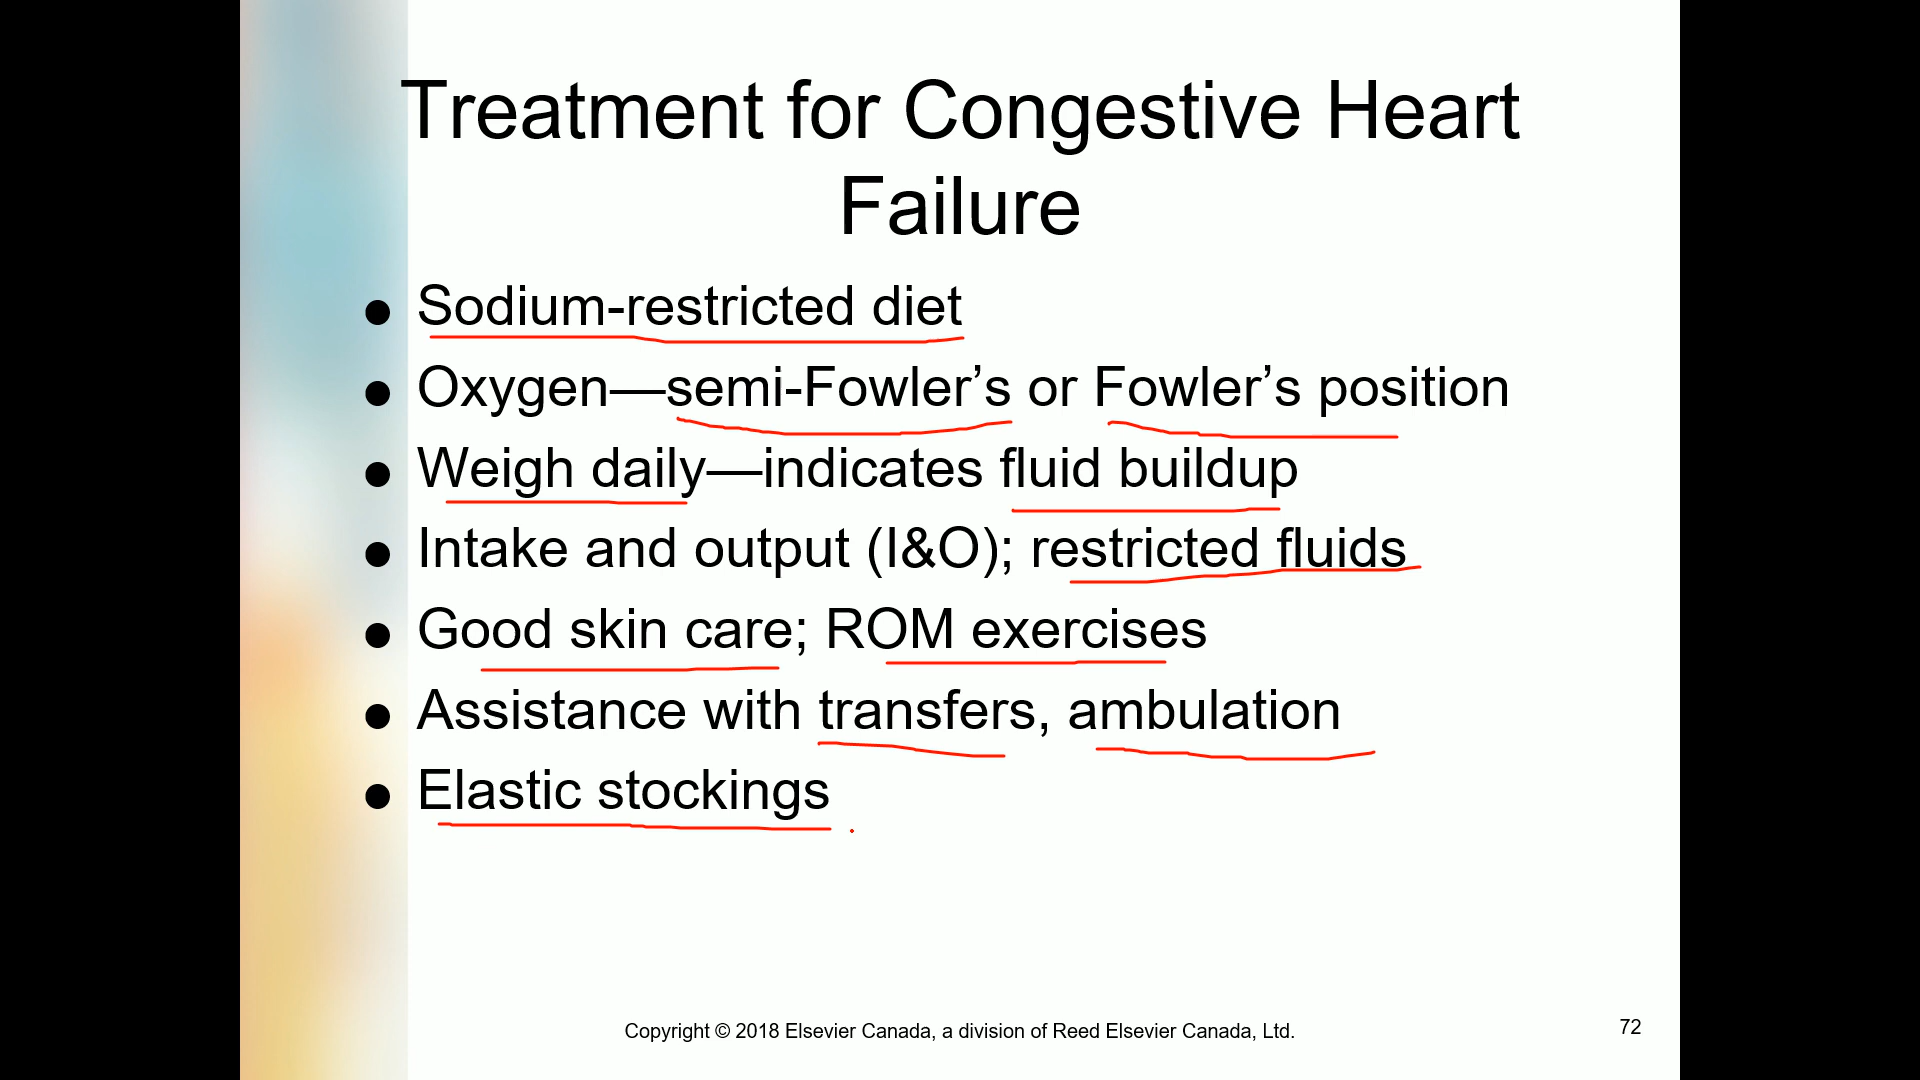 Treatment for Congestive Heart
Failure
● Sodium-restricted diet
● Oxygen—semi-Fowler’s or Fowler’s position
● Weigh daily—indicates fluid buildup
● Intake and output (I&O); restricted fluids
● Good skin care; ROM exercises
● Assistance with transfers, ambulation
● Elastic stockings
Copyright © 2018 Elsevier Canada, a division of Reed Elsevier Canada, Ltd.
72